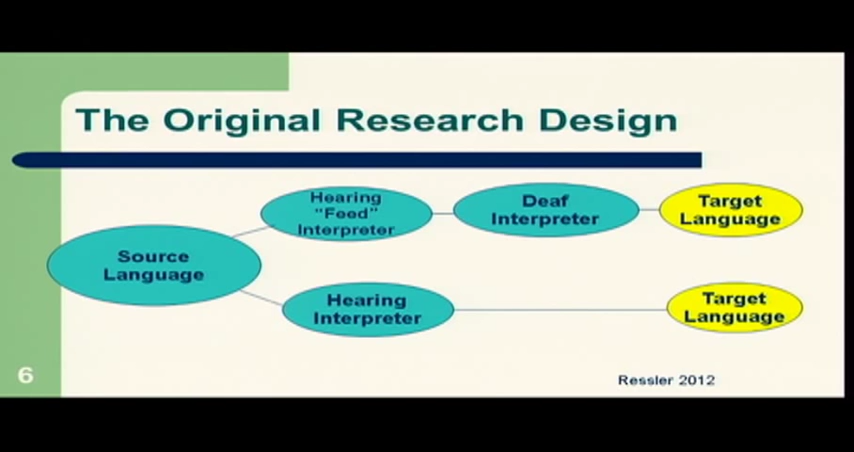 The Original Research Design
Hearing
"Feed"
Interpreter
Deaf
Interpreter
Target
Language
Source
Language
Hearing
Interpreter
Target
Language
6
Ressler 2012